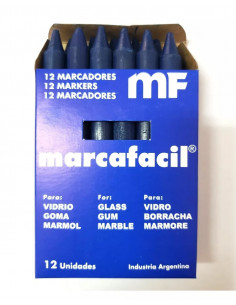 12 MARCADORES
12 MARKERS
12 MARCADORES
MF
marcafacil®
Para:
VIDRIO
GOMA
MARMOL
For:
GLASS
GUM
MARBLE
Para:
VIDRO
BORRACHA
MARMORE
12 Unidades
Industria Argentina